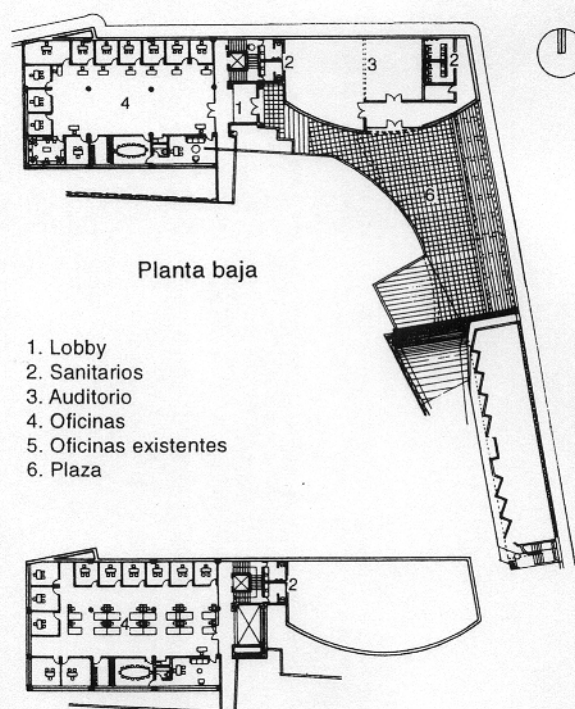 2
3
2
4
1
6
Planta baja
1. Lobby
2. Sanitarios
3. Auditorio
4. Oficinas
5. Oficinas existentes
6. Plaza
2
4